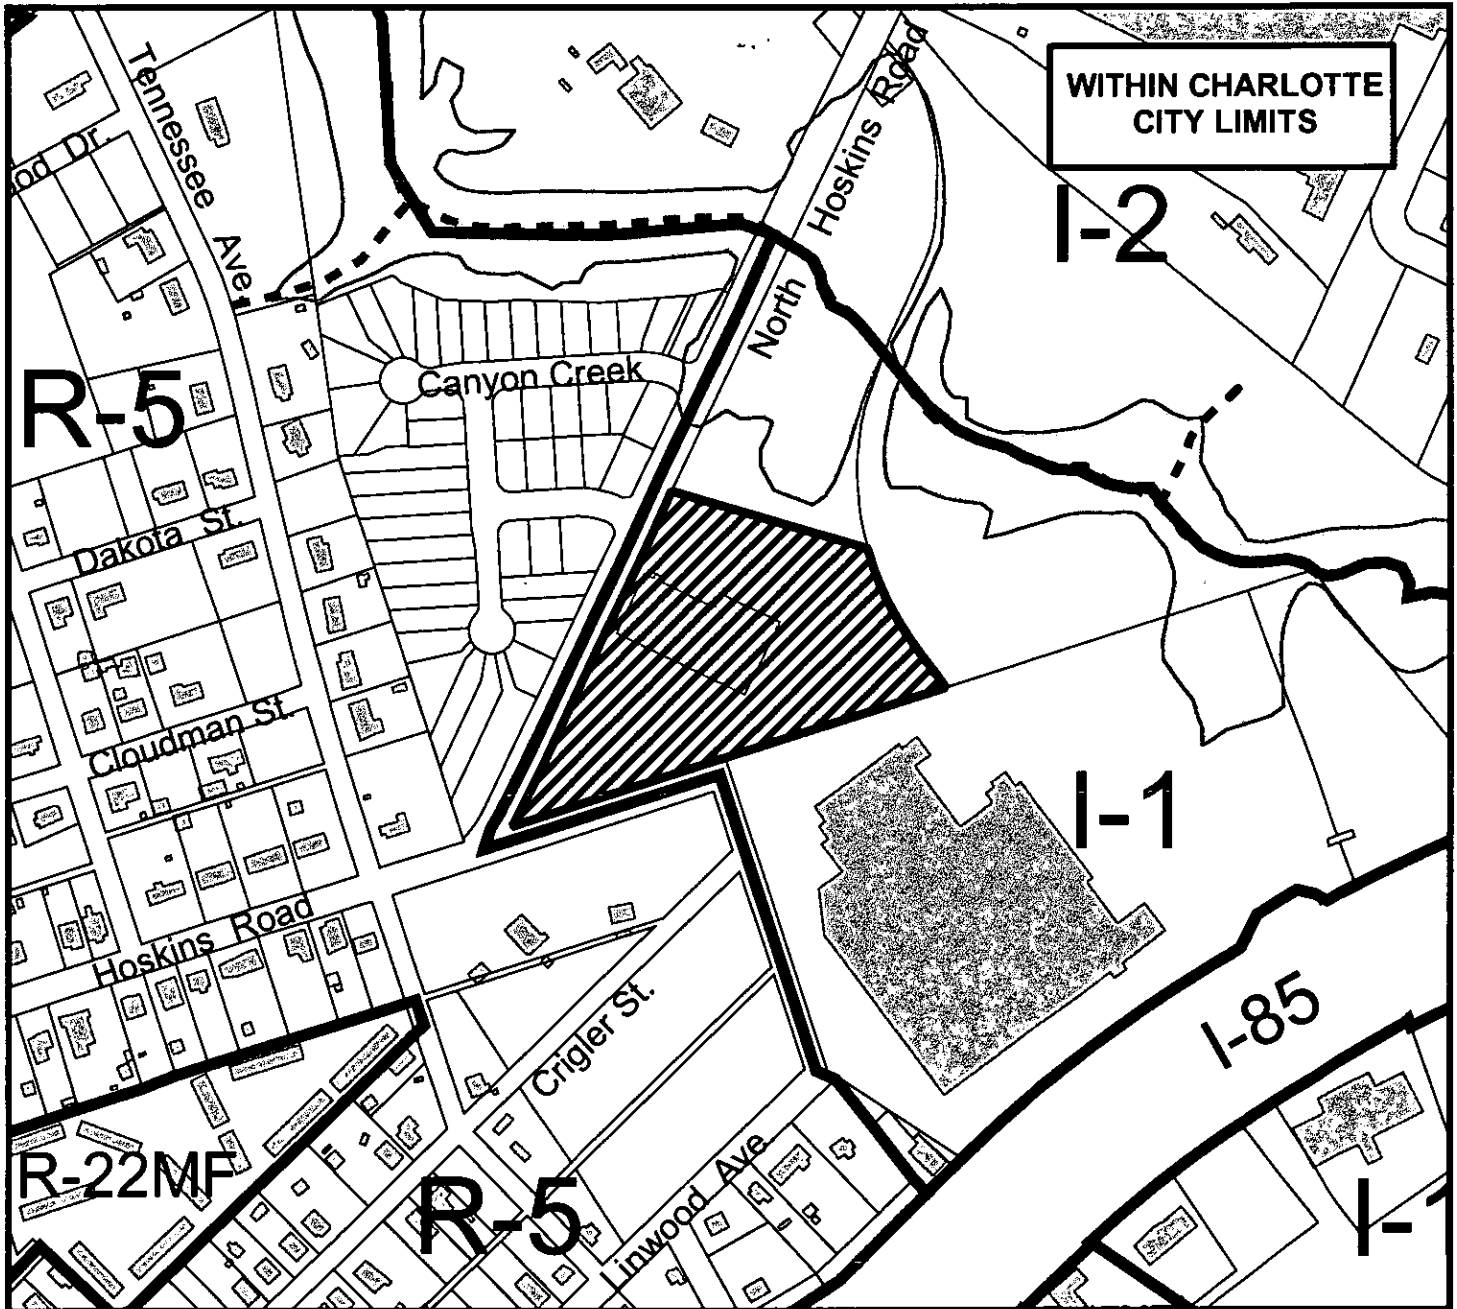 WITHIN CHARLOTTE
CITY LIMITS
Tennessee Ave
Dr.
North Hoskins Road
I-2
R-5
Canyon Creek
Dakota St.
Cloudman St.
I-1
Hoskins Road
Crigler St.
I-85
R-22MF
R-5
Linwood Ave